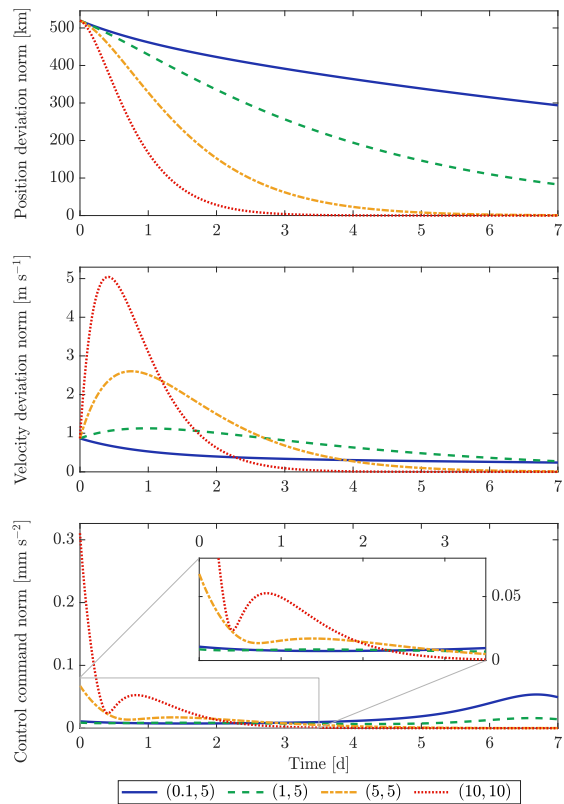 Position deviation norm [km]
500
400
300
200
100
0
0 1 2 3 4 5 6 7
Velocity deviation norm [m s⁻¹]
5
4
3
2
1
0
0 1 2 3 4 5 6 7
Control command norm [mm s⁻²]
0.3
0.2
0.1
0
0 1 2 3
0.05
0
0 1 2 3 4 5 6 7
Time [d]
(0.1, 5) (1, 5) (5, 5) (10, 10)